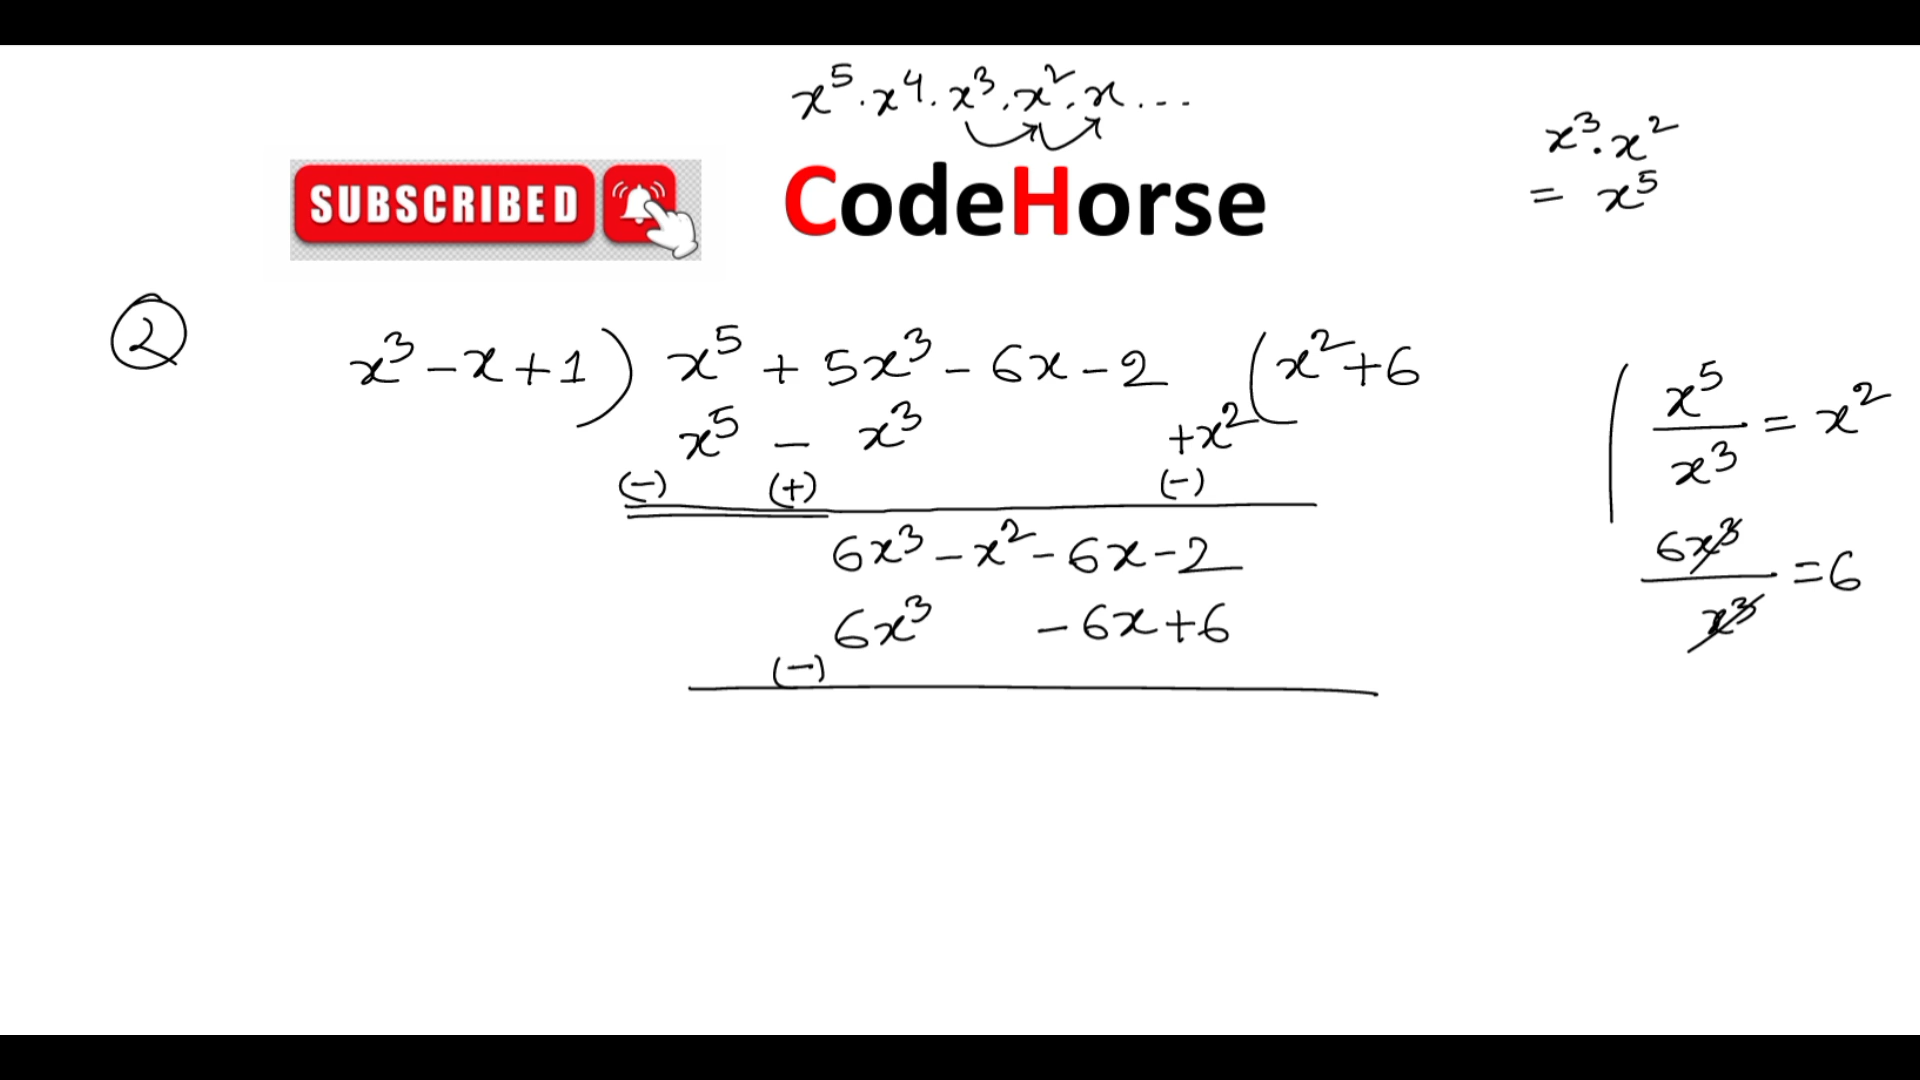 x⁵. x⁴. x³. x². x. ...
x³. x²
= x⁵
SUBSCRIBED
CodeHorse
2
x³ - x + 1 ) x⁵ + 5x³ - 6x - 2 ( x² + 6
x⁵ - x³ + x²
(-) (+) (-)
6x³ - x² - 6x - 2
6x³ - 6x + 6
(-)
x⁵ / x³ = x²
6x³ / x³ = 6